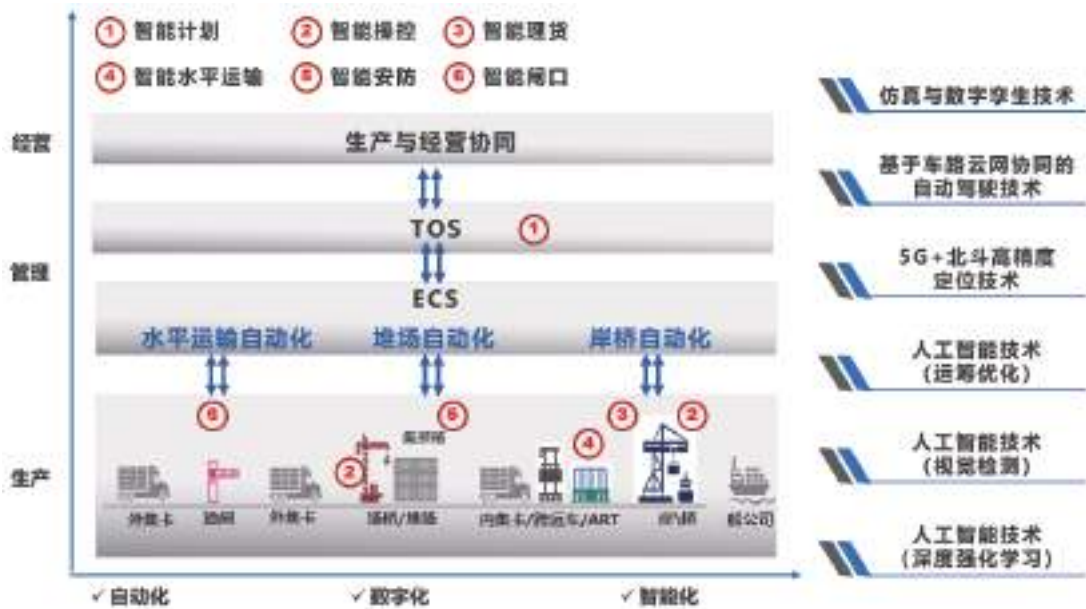 ① 智能计划
② 智能操控
③ 智能理货
④ 智能水平运输
⑤ 智能安防
⑥ 智能闸口
经营
生产与经营协同
TOS ①
管理
ECS
水平运输自动化
堆场自动化
岸桥自动化
生产
⑥
⑤
③
②
②
④
集装箱
外集卡
道闸
外集卡
场桥/堆场
内集卡/跨运车/ART
船公司
✓自动化
✓数字化
✓智能化
仿真与数字孪生技术
基于车路云网协同的
自动驾驶技术
5G+北斗高精度
定位技术
人工智能技术
(运筹优化)
人工智能技术
(视觉检测)
人工智能技术
(深度强化学习)